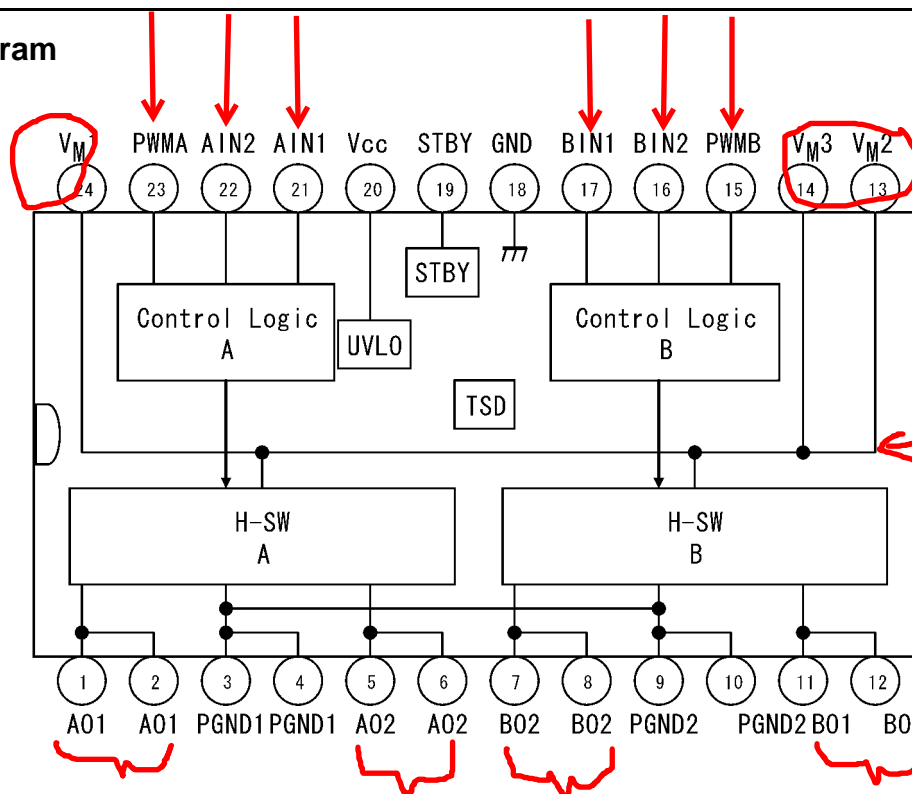 ram
VM1 PWMA AIN2 AIN1 Vcc STBY GND BIN1 BIN2 PWMB VM3 VM2
24 23 22 21 20 19 18 17 16 15 14 13
STBY
Control Logic
A
Control Logic
B
UVLO
TSD
H-SW
A
H-SW
B
1 2 3 4 5 6 7 8 9 10 11 12
AO1 AO1 PGND1 PGND1 AO2 AO2 BO2 BO2 PGND2 PGND2 BO1 BO